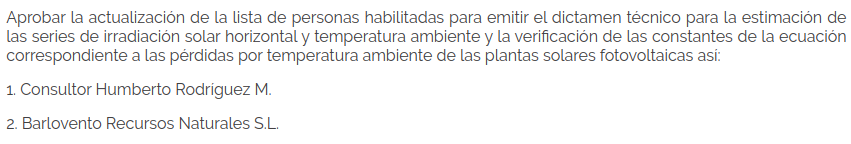 Aprobar la actualización de la lista de personas habilitadas para emitir el dictamen técnico para la estimación de
las series de irradiación solar horizontal y temperatura ambiente y la verificación de las constantes de la ecuación
correspondiente a las pérdidas por temperatura ambiente de las plantas solares fotovoltaicas así:
1. Consultor Humberto Rodríguez M.
2. Barlovento Recursos Naturales S.L.